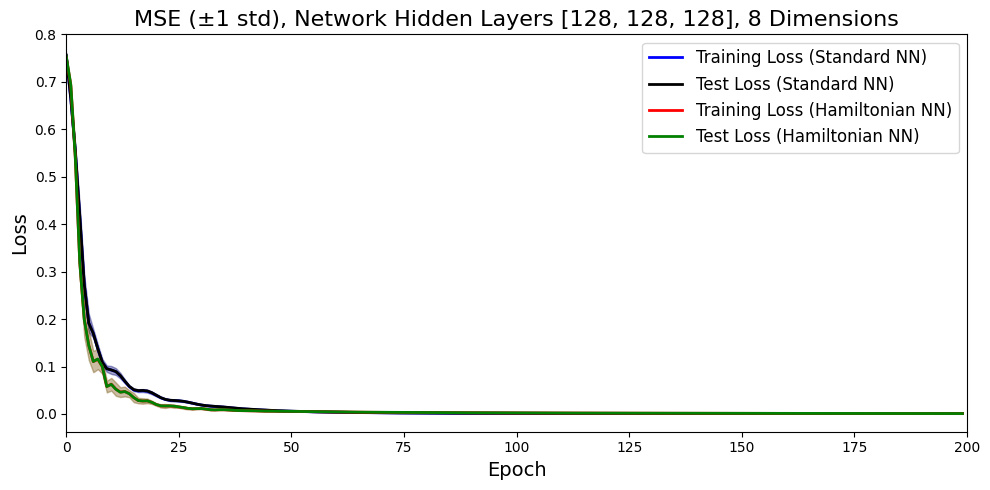 MSE (±1 std), Network Hidden Layers [128, 128, 128], 8 Dimensions
Training Loss (Standard NN)
Test Loss (Standard NN)
Training Loss (Hamiltonian NN)
Test Loss (Hamiltonian NN)
Loss
0.8
0.7
0.6
0.5
0.4
0.3
0.2
0.1
0.0
0 25 50 75 100 125 150 175 200
Epoch